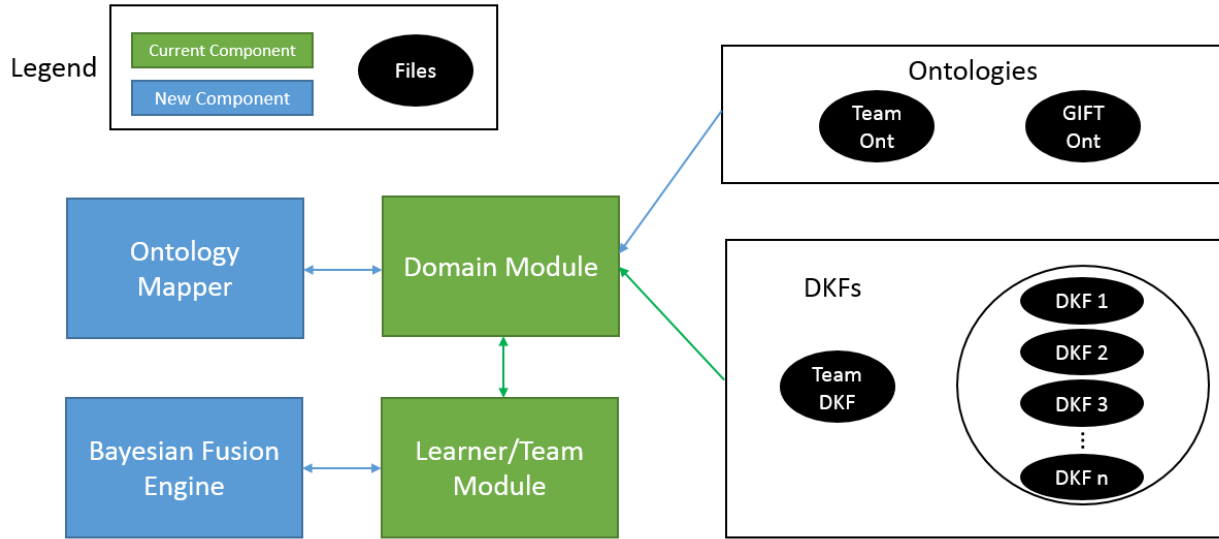 Legend
Current Component
New Component
Files
Ontologies
Team
Ont
GIFT
Ont
Ontology
Mapper
Domain Module
DKFs
Team
DKF
DKF 1
DKF 2
DKF 3
DKF n
Bayesian Fusion
Engine
Learner/Team
Module